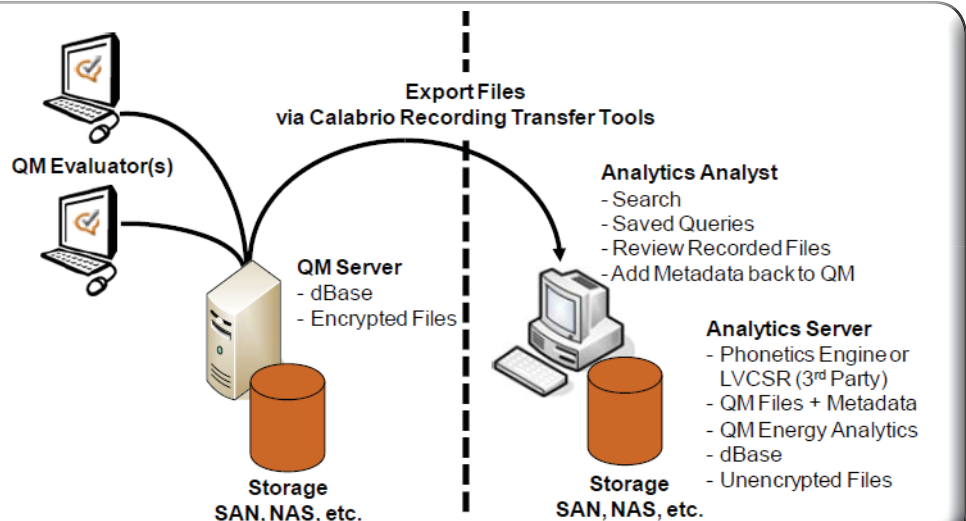 Export Files
via Calabrio Recording Transfer Tools
QM Evaluator(s)
QM Server
- dBase
- Encrypted Files
Storage
SAN, NAS, etc.
Analytics Analyst
- Search
- Saved Queries
- Review Recorded Files
- Add Metadata back to QM
Analytics Server
- Phonetics Engine or
LVCSR (3rd Party)
- QM Files + Metadata
- QM Energy Analytics
- dBase
- Unencrypted Files
Storage
SAN, NAS, etc.